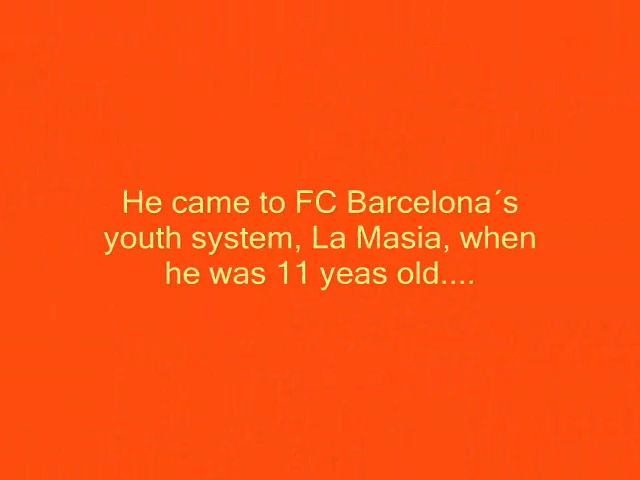 He came to FC Barcelona´s
youth system, La Masia, when
he was 11 yeas old....